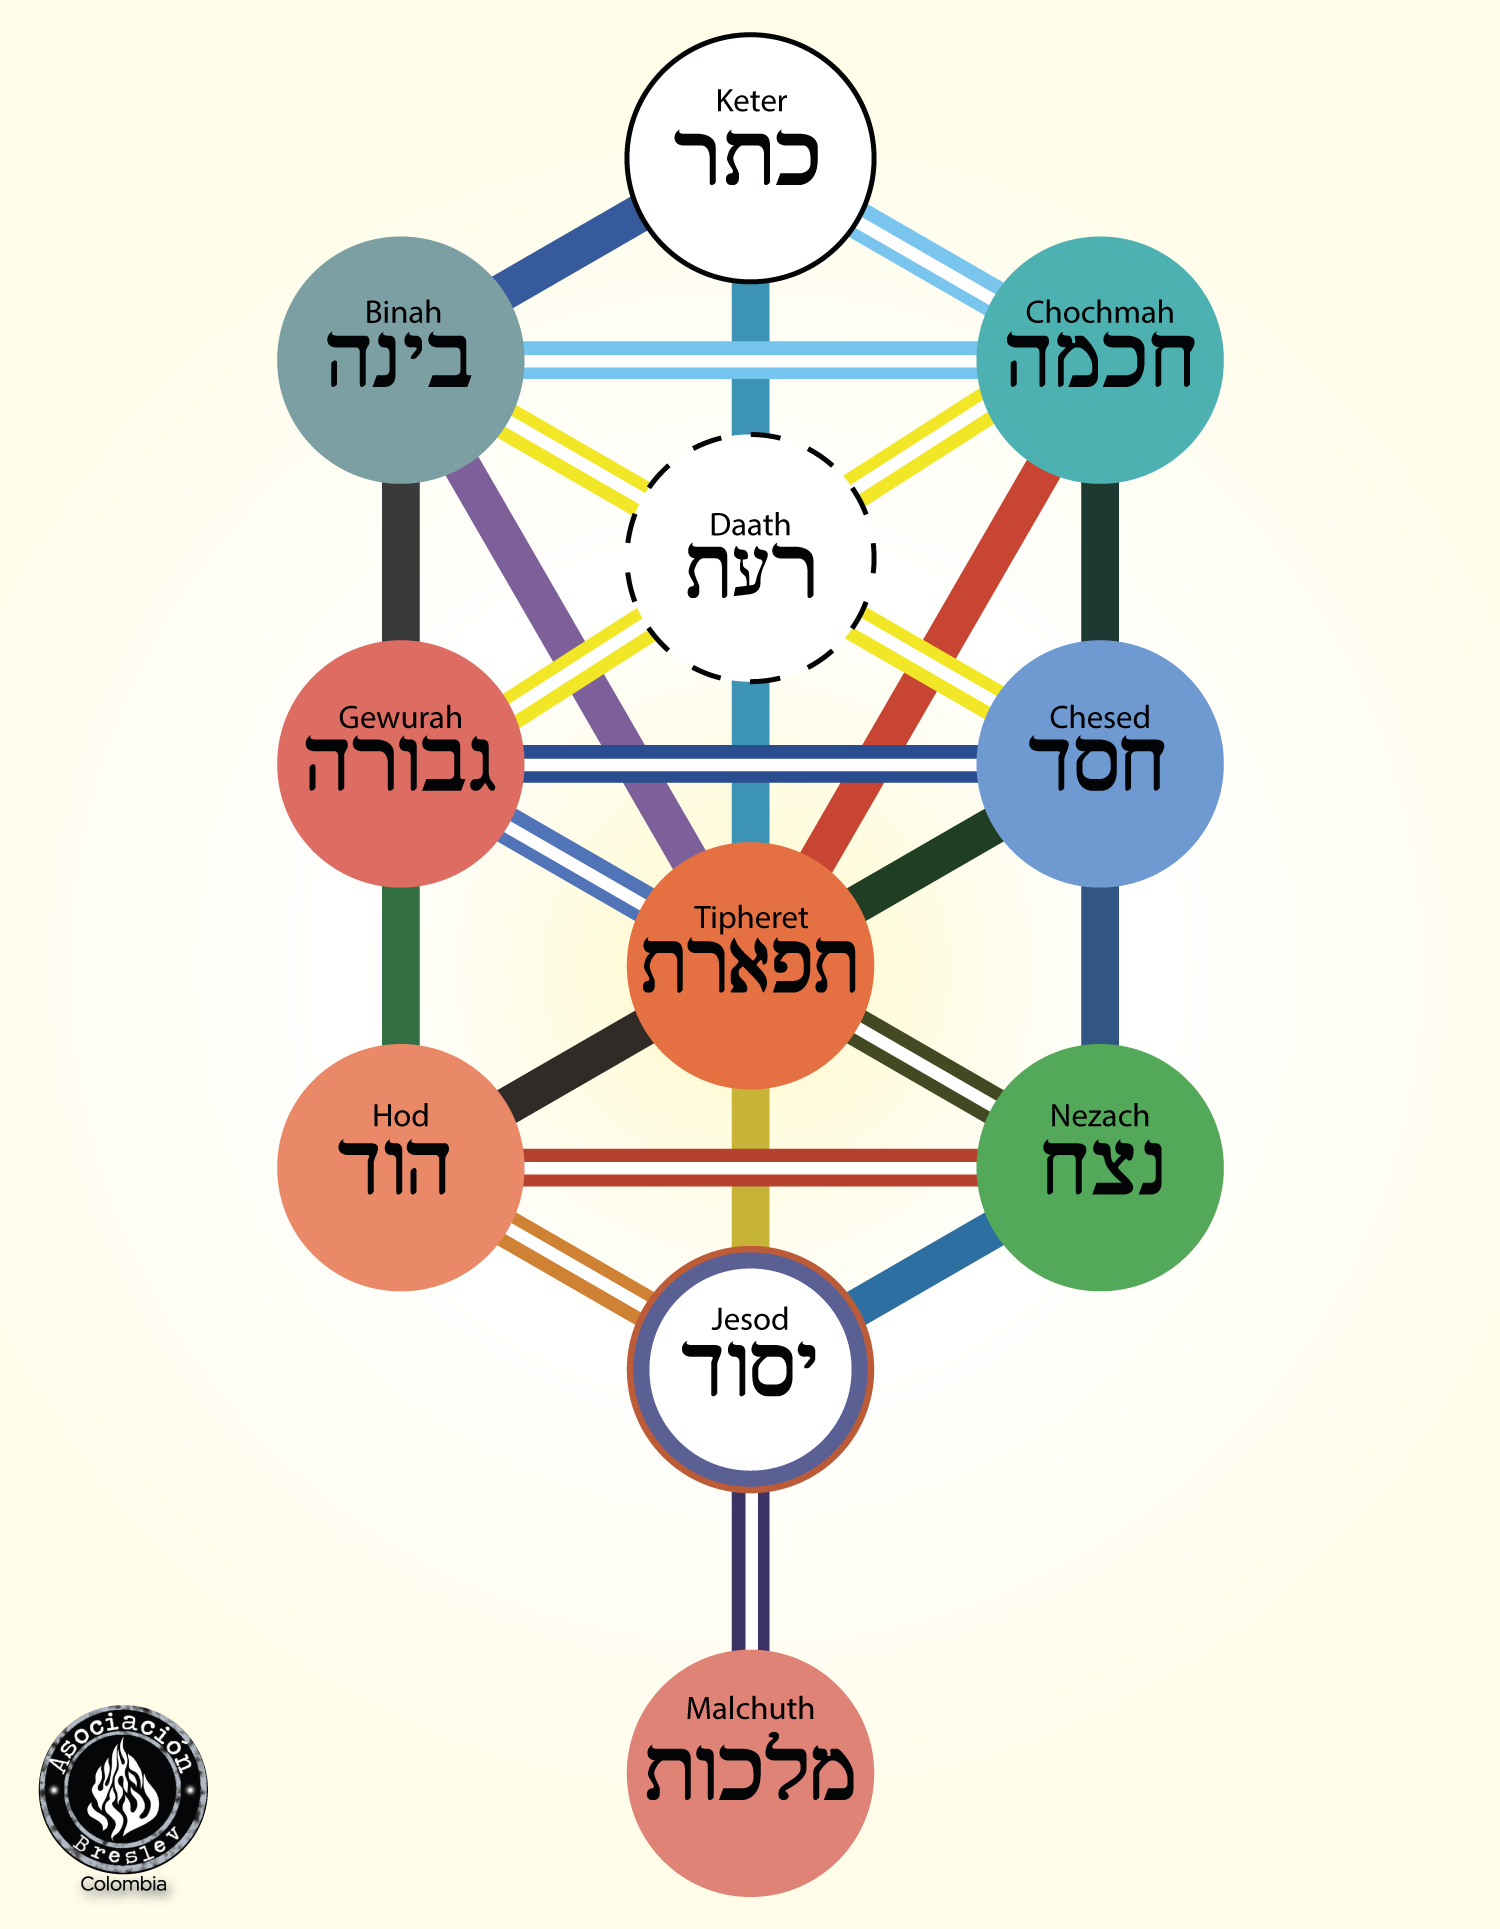 Keter
כתר
Binah
בינה
Chochmah
חכמה
Daath
רעת
Gewurah
גבורה
Chesed
חסד
Tipheret
תפארת
Hod
הוד
Nezach
נצח
Jesod
יסוד
Malchuth
מלכות
Asociación
Breslev
Colombia